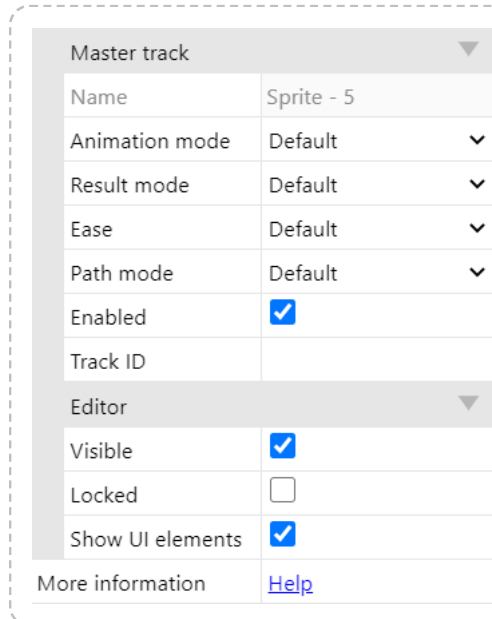 Master track
Name Sprite - 5
Animation mode Default
Result mode Default
Ease Default
Path mode Default
Enabled
Track ID
Editor
Visible
Locked
Show UI elements
More information Help